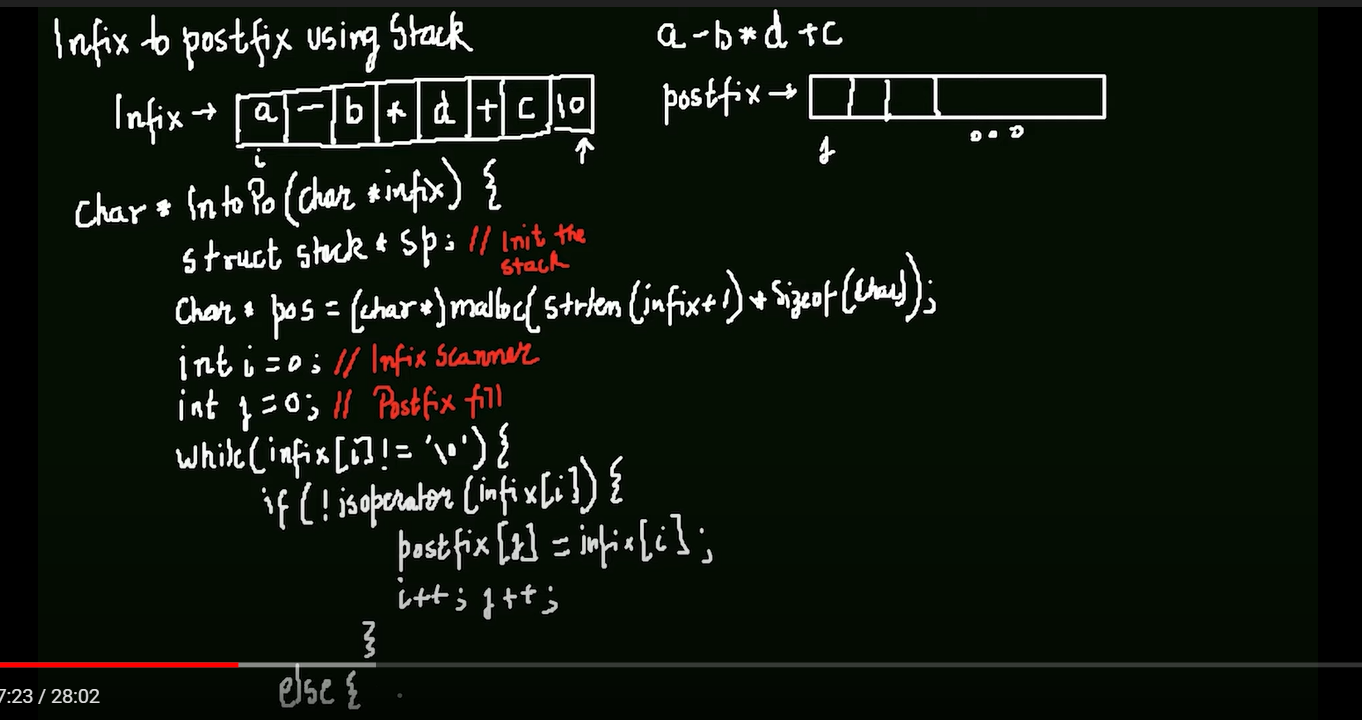 Infix to postfix using Stack
a-b*d+c
Infix → a - b * d + c \0
postfix →
i
j
char * IntoPo(char *infix) {
struct stack * sp; // Init the
stack
char * pos = (char*)malloc(strlen(infix+1)*sizeof(char));
int i=0; // Infix scanner
int j=0; // Postfix fill
while(infix[i]!='\0'){
if(!isoperator(infix[i]){
postfix[j]=infix[i];
i++; j++;
}
else{
7:23 / 28:02